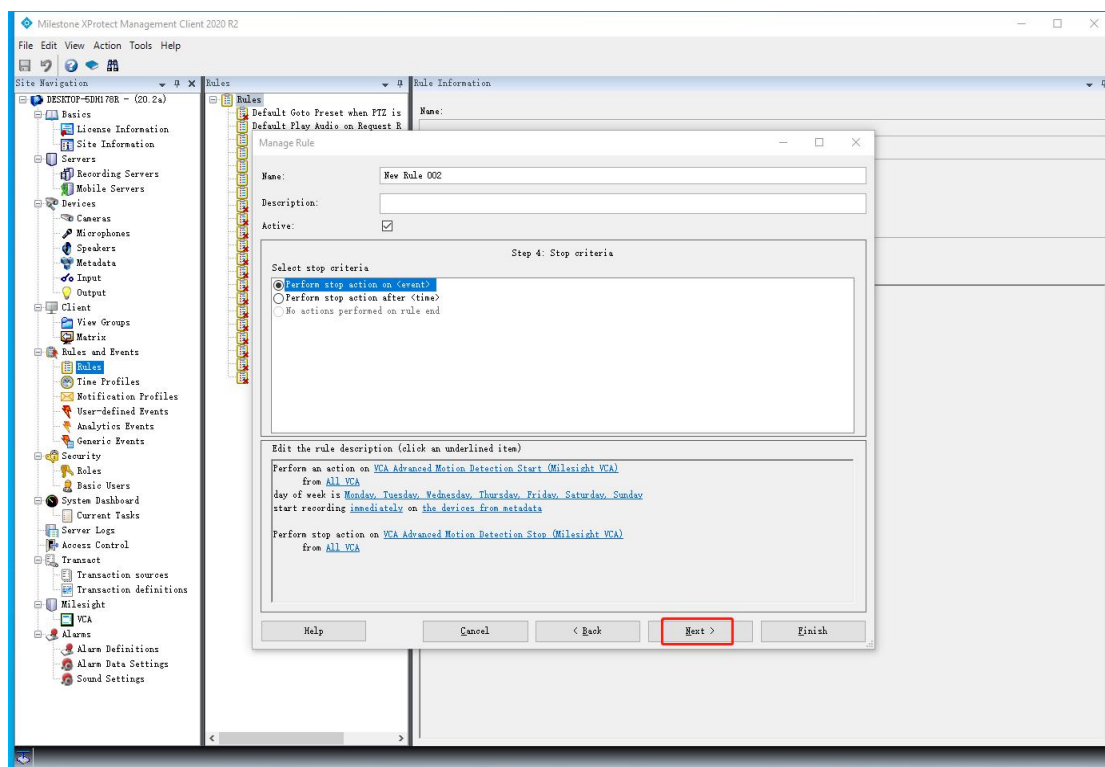 Milestone XProtect Management Client 2020 R2
File Edit View Action Tools Help
Site Navigation
Rules
Rule Information
DESKTOP-5DM178R - (20.2a)
Basics
License Information
Site Information
Servers
Recording Servers
Mobile Servers
Devices
Cameras
Microphones
Speakers
Metadata
Input
Output
Client
View Groups
Matrix
Rules and Events
Rules
Time Profiles
Notification Profiles
User-defined Events
Analytics Events
Generic Events
Security
Roles
Basic Users
System Dashboard
Current Tasks
Server Logs
Access Control
Transact
Transaction sources
Transaction definitions
Milesight
VCA
Alarms
Alarm Definitions
Alarm Data Settings
Sound Settings
Rules
Default Goto Preset when PTZ is
Default Play Audio on Request R
Name:
Manage Rule
Name: New Rule 002
Description:
Active:
Step 4: Stop criteria
Select stop criteria
Perform stop action on <event>
Perform stop action after <time>
No actions performed on rule end
Edit the rule description (click an underlined item)
Perform an action on VCA Advanced Motion Detection Start (Milesight VCA)
from All VCA
day of week is Monday, Tuesday, Wednesday, Thursday, Friday, Saturday, Sunday
start recording immediately on the devices from metadata
Perform stop action on VCA Advanced Motion Detection Stop (Milesight VCA)
from All VCA
Help Cancel < Back Next > Finish